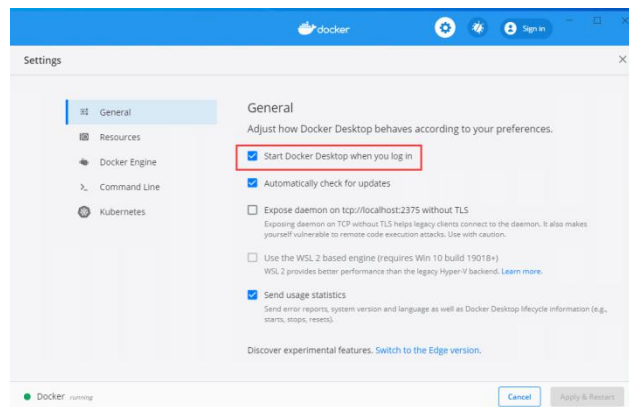 docker
Sign in
Settings
General
Resources
Docker Engine
Command Line
Kubernetes
General
Adjust how Docker Desktop behaves according to your preferences.
Start Docker Desktop when you log in
Automatically check for updates
Expose daemon on tcp://localhost:2375 without TLS
Exposing daemon on TCP without TLS helps legacy clients connect to the daemon. It also makes
yourself vulnerable to remote code execution attacks. Use with caution.
Use the WSL 2 based engine (requires Win 10 build 19018+)
WSL 2 provides better performance than the legacy Hyper-V backend. Learn more.
Send usage statistics
Send error reports, system version and language as well as Docker Desktop lifecycle information (e.g.,
starts, stops, resets).
Discover experimental features. Switch to the Edge version.
Docker running
Cancel
Apply & Restart